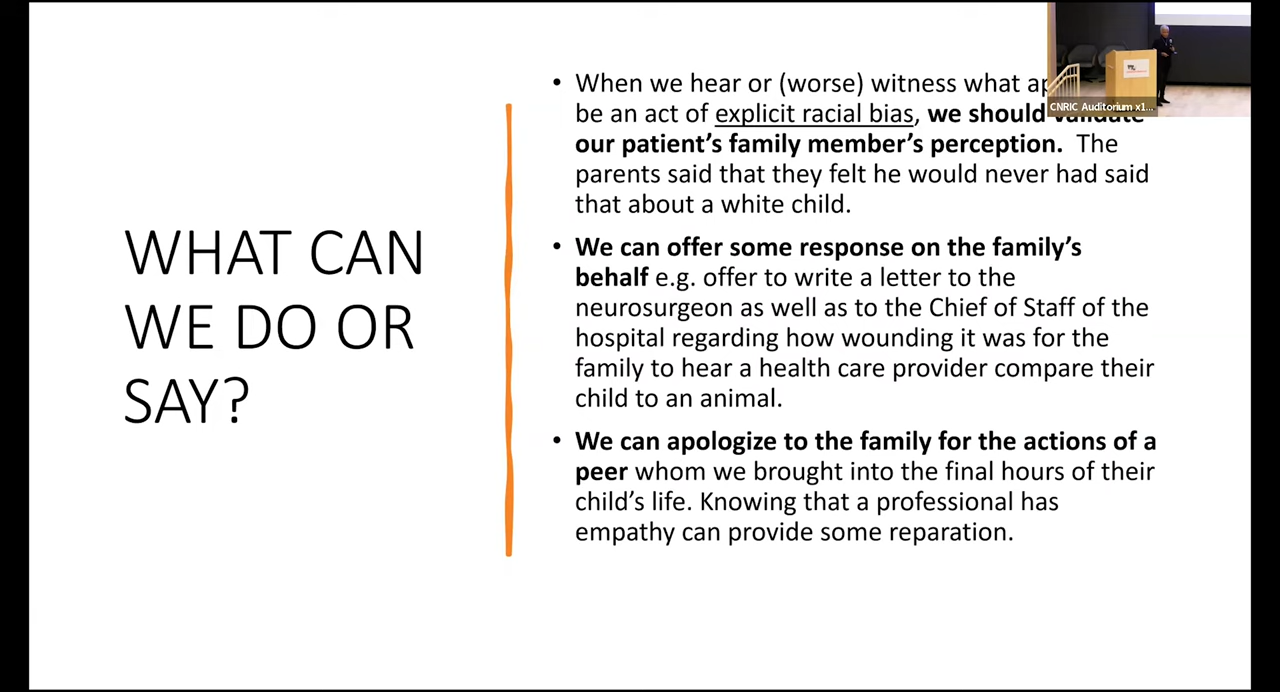 WHAT CAN
WE DO OR
SAY?
• When we hear or (worse) witness what
be an act of explicit racial bias, we should validate
our patient's family member's perception. The
parents said that they felt he would never had said
that about a white child.
• We can offer some response on the family's
behalf e.g. offer to write a letter to the
neurosurgeon as well as to the Chief of Staff of the
hospital regarding how wounding it was for the
family to hear a health care provider compare their
child to an animal.
• We can apologize to the family for the actions of a
peer whom we brought into the final hours of their
child's life. Knowing that a professional has
empathy can provide some reparation.
CNRIC Auditorium x1...